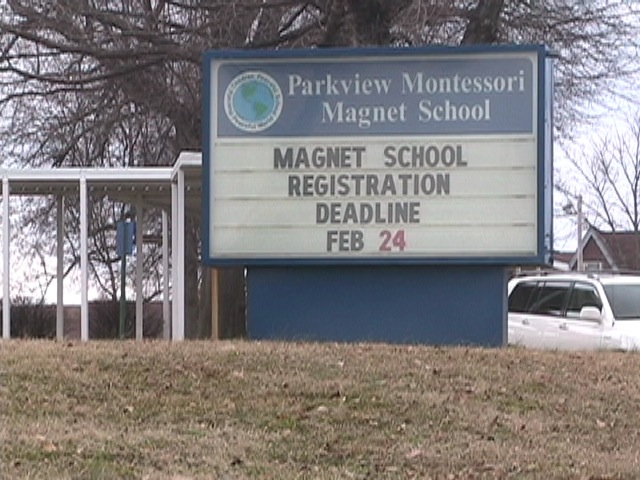 Parkview Montessori
Magnet School
MAGNET SCHOOL
REGISTRATION
DEADLINE
FEB 24